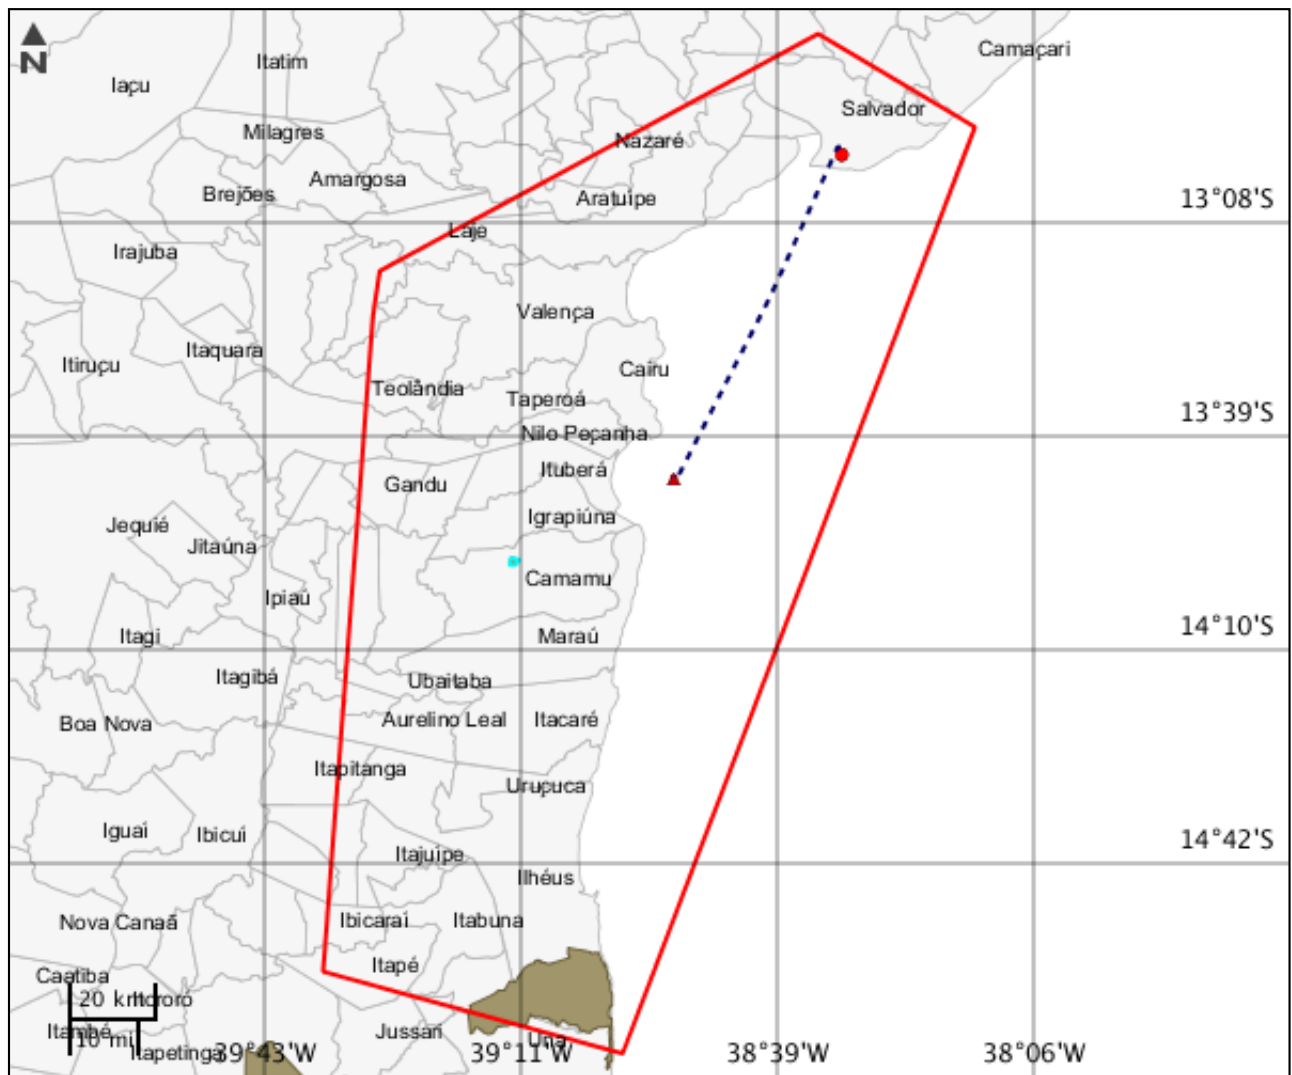 N
Camaçari
Itatim
Iaçu
Salvador
Milagres
Nazaré
Amargosa
Brejões
Aratuípe
13°08'S
Laje
Irajuba
Valença
Itaquara
Itiruçu
Cairu
Teolândia
Taperoá
13°39'S
Nilo Peçanha
Ituberá
Gandu
Igrapiúna
Jequié
Jitaúna
Camamu
Ipiaú
Itagi
Maraú
14°10'S
Itagibá
Ubaitaba
Boa Nova
Aurelino Leal
Itacaré
Itapitanga
Uruçuca
Iguaí
Ibicuí
14°42'S
Itajuípe
Ilhéus
Nova Canaã
Ibicaraí
Itabuna
Itapé
Caatiba
20 km
Itororó
Itambé
10 mi
Jussari
Una
Itapetinga
39°43'W
39°11'W
38°39'W
38°06'W